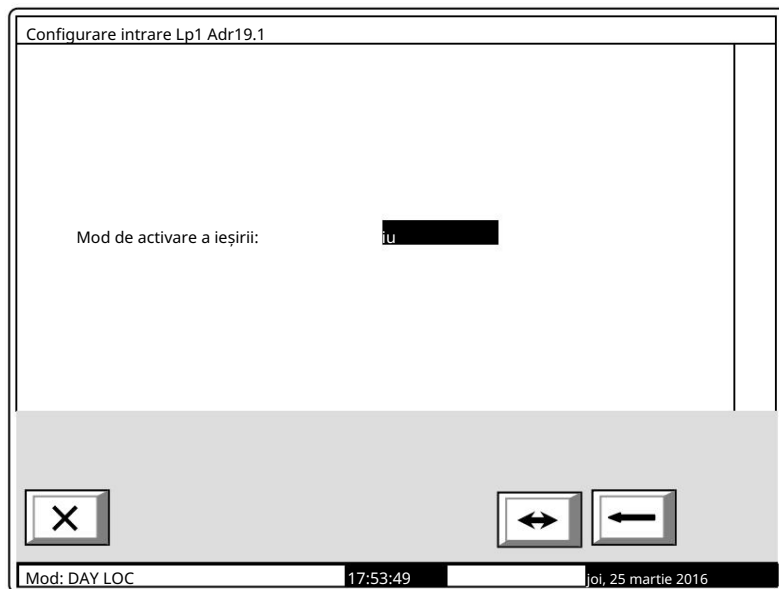 Configurare intrare Lp1 Adr19.1
Mod de activare a ieșirii: iu
Mod: DAY LOC 17:53:49 joi, 25 martie 2016